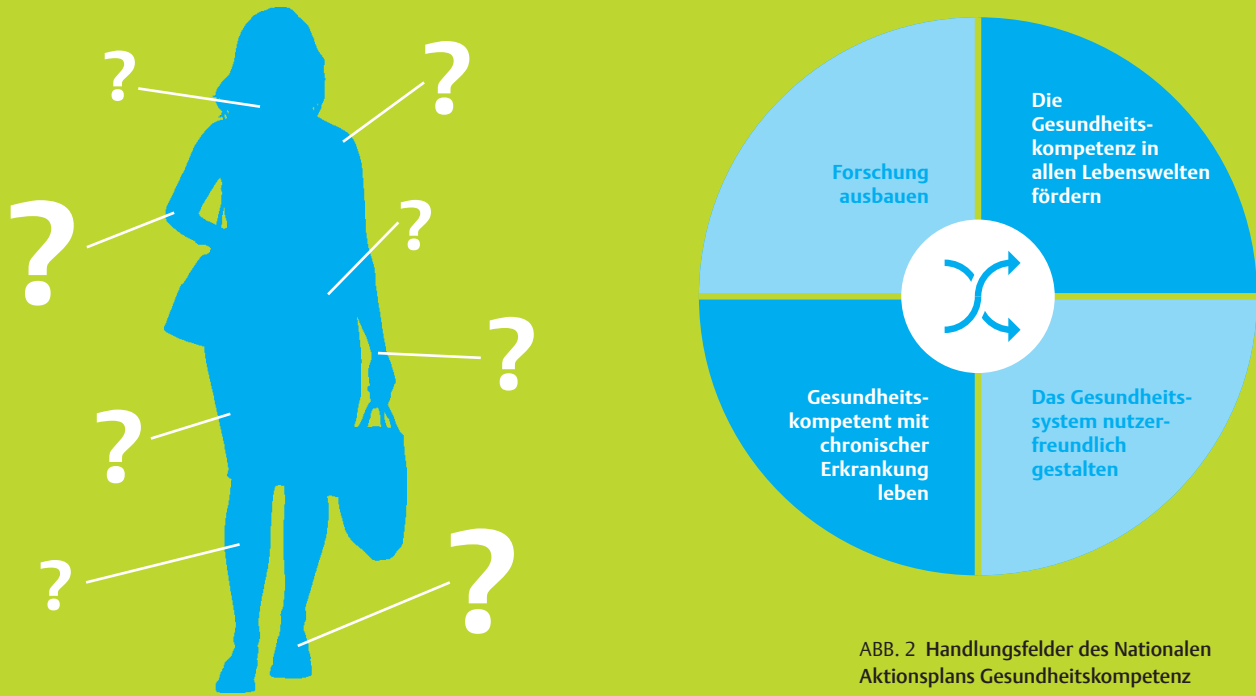 ?
?
?
?
?
?
?
?
Forschung
ausbauen
Die
Gesundheits-
kompetenz in
allen Lebenswelten
fördern
Gesundheits-
kompetent mit
chronischer
Erkrankung
leben
Das Gesundheits-
system nutzer-
freundlich
gestalten
ABB. 2 Handlungsfelder des Nationalen
Aktionsplans Gesundheitskompetenz